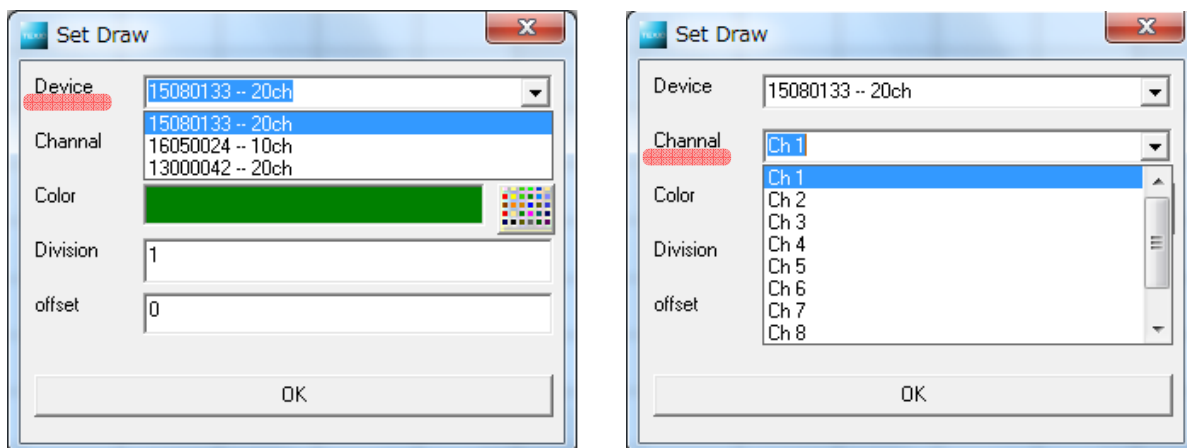 Set Draw
Device
15080133 -- 20ch
15080133 -- 20ch
16050024 -- 10ch
13000042 -- 20ch
Channal
Color
Division
1
offset
0
OK
Set Draw
Device
15080133 -- 20ch
Channal
Ch 1
Ch 1
Ch 2
Ch 3
Ch 4
Ch 5
Ch 6
Ch 7
Ch 8
Color
Division
offset
OK